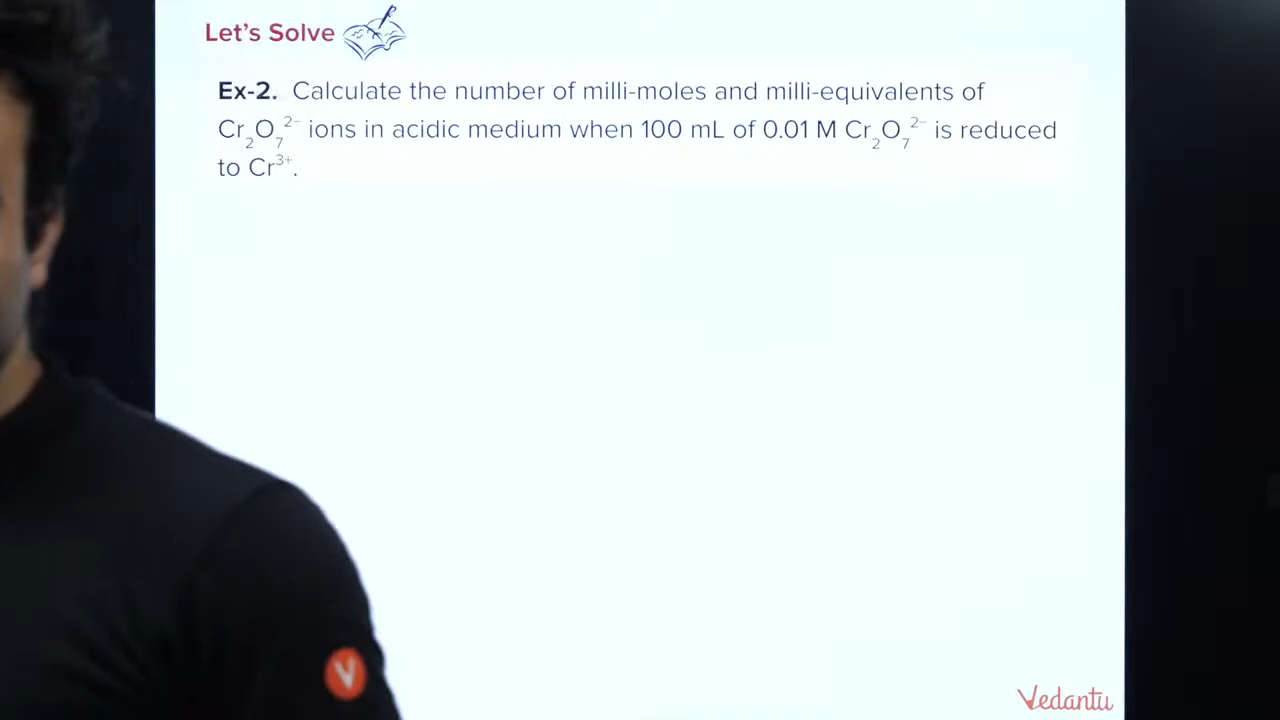 Let's Solve
Ex-2. Calculate the number of milli-moles and milli-equivalents of
Cr₂O₇²⁻ ions in acidic medium when 100 mL of 0.01 M Cr₂O₇²⁻ is reduced
to Cr³⁺.
V
Vedantu